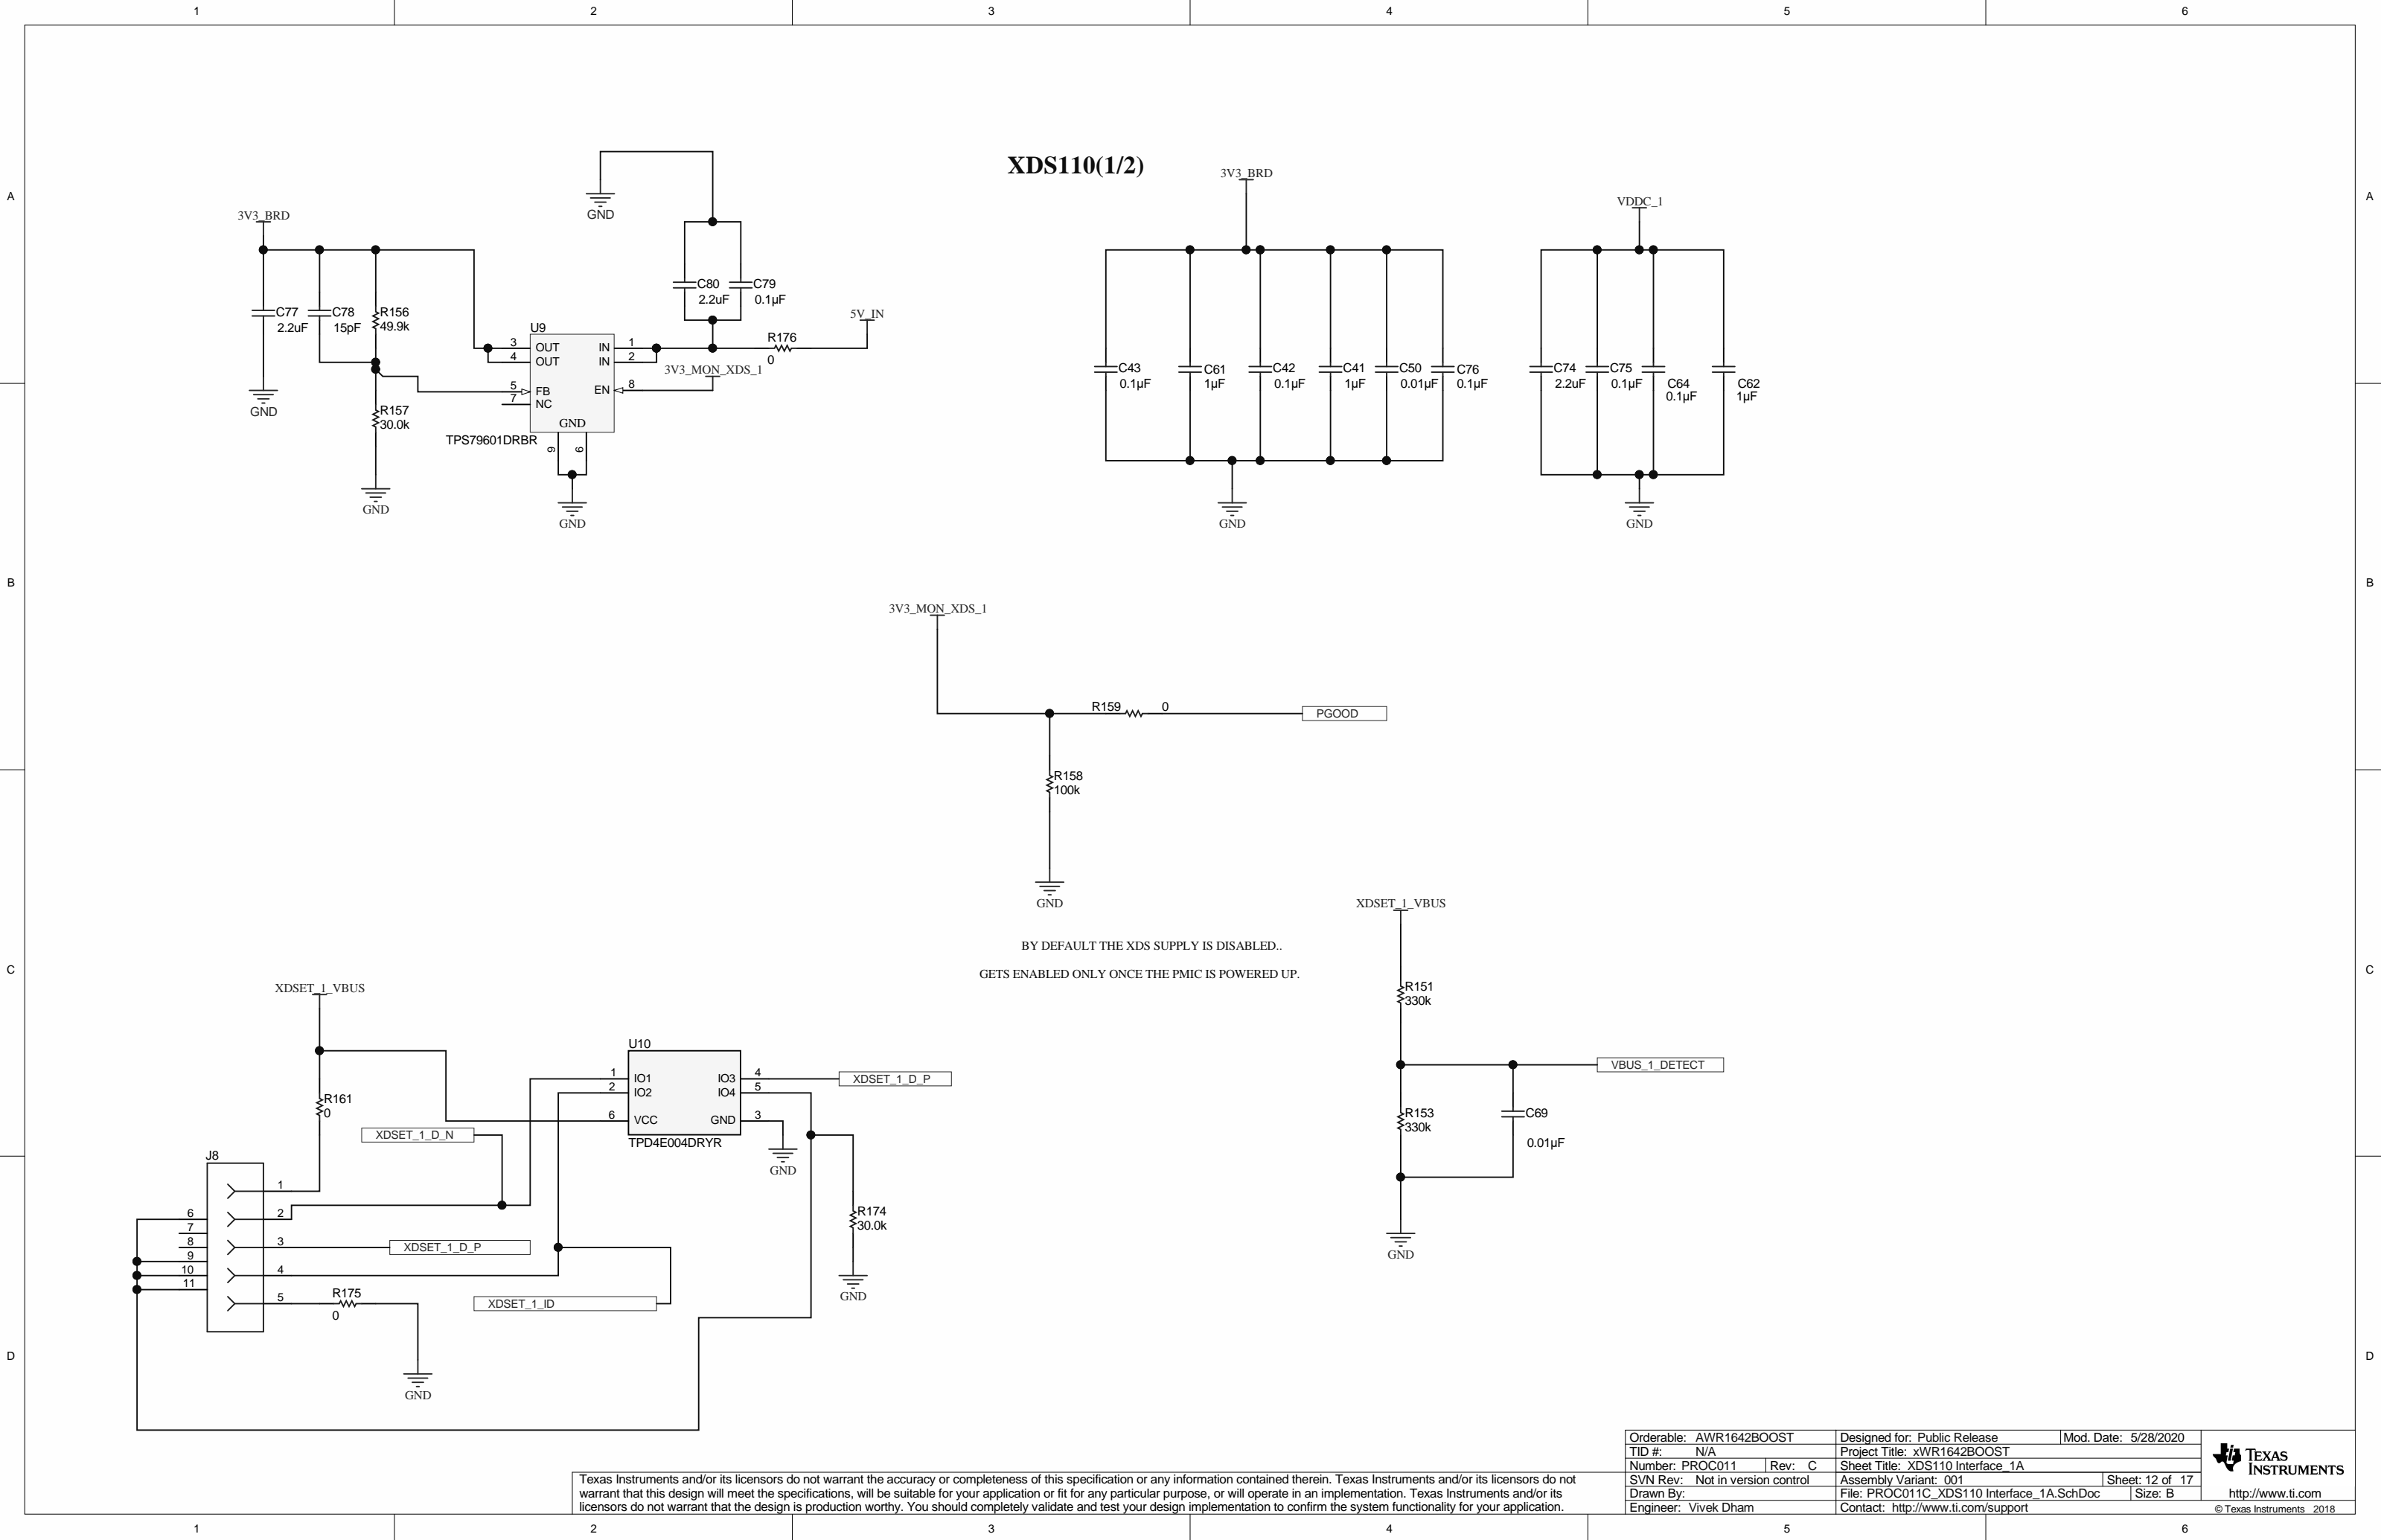 1 2 3 4 5 6
XDS110(1/2)
A
A
3V3_BRD
GND
C80
2.2uF
C79
0.1µF
5V_IN
C77
2.2uF
C78
15pF
R156
49.9k
U9
3 OUT IN 1
4 OUT IN 2
5 FB EN 8
7 NC
GND
9 6
TPS79601DRBR
R176
0
3V3_MON_XDS_1
GND
R157
30.0k
GND
GND
3V3_BRD
C43
0.1µF
C61
1µF
C42
0.1µF
C41
1µF
C50
0.01µF
C76
0.1µF
GND
VDDC_1
C74
2.2uF
C75
0.1µF
C64
0.1µF
C62
1µF
GND
B
B
3V3_MON_XDS_1
R159 0 PGOOD
R158
100k
GND
BY DEFAULT THE XDS SUPPLY IS DISABLED..
GETS ENABLED ONLY ONCE THE PMIC IS POWERED UP.
C
C
XDSET_1_VBUS
R151
330k
VBUS_1_DETECT
R153
330k
C69
0.01µF
GND
XDSET_1_VBUS
R161
0
XDSET_1_D_N
U10
1 IO1 IO3 4 XDSET_1_D_P
2 IO2 IO4 5
6 VCC GND 3
TPD4E004DRYR
GND
R174
30.0k
GND
J8
1
6 2
7
8 3 XDSET_1_D_P
9
10 4
11
5
R175
0
XDSET_1_ID
GND
D
D
Texas Instruments and/or its licensors do not warrant the accuracy or completeness of this specification or any information contained therein. Texas Instruments and/or its licensors do not
warrant that this design will meet the specifications, will be suitable for your application or fit for any particular purpose, or will operate in an implementation. Texas Instruments and/or its
licensors do not warrant that the design is production worthy. You should completely validate and test your design implementation to confirm the system functionality for your application.
Orderable: AWR1642BOOST Designed for: Public Release Mod. Date: 5/28/2020
TID #: N/A Project Title: xWR1642BOOST
Number: PROC011 Rev: C Sheet Title: XDS110 Interface_1A
SVN Rev: Not in version control Assembly Variant: 001 Sheet: 12 of 17
Drawn By: File: PROC011C_XDS110 Interface_1A.SchDoc Size: B
Engineer: Vivek Dham Contact: http://www.ti.com/support
TEXAS
INSTRUMENTS
http://www.ti.com
© Texas Instruments 2018
1 2 3 4 5 6